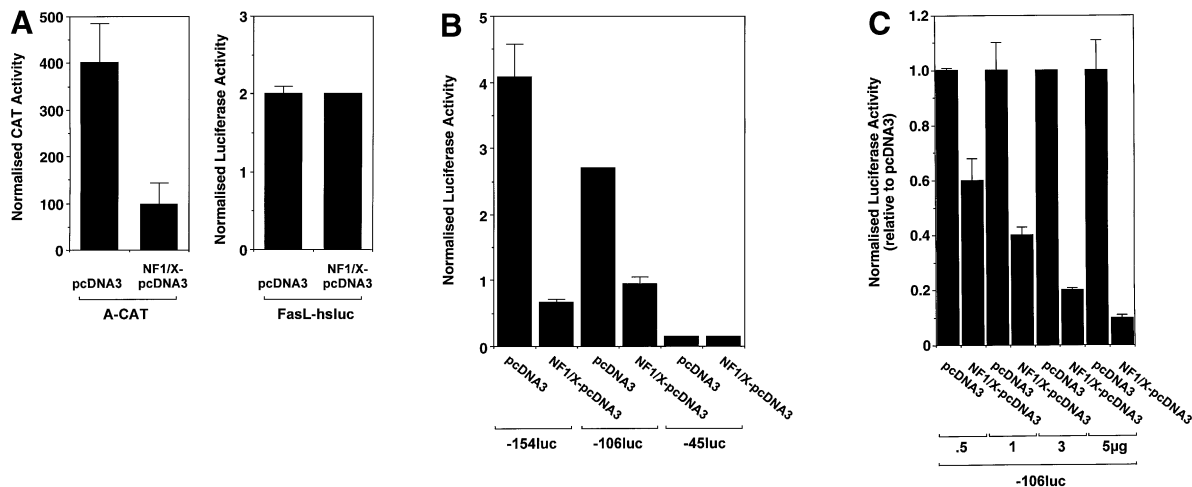 A
Normalised CAT Activity
500
400
300
200
100
0
pcDNA3
NF1/X-
pcDNA3
A-CAT
Normalised Luciferase Activity
3
2
1
0
pcDNA3
NF1/X-
pcDNA3
FasL-hsluc
B
Normalised Luciferase Activity
5
4
3
2
1
0
pcDNA3
NF1/X-pcDNA3
pcDNA3
NF1/X-pcDNA3
pcDNA3
NF1/X-pcDNA3
-154luc
-106luc
-45luc
C
Normalised Luciferase Activity
(relative to pcDNA3)
1.2
1.0
0.8
0.6
0.4
0.2
0
pcDNA3
NF1/X-pcDNA3
pcDNA3
NF1/X-pcDNA3
pcDNA3
NF1/X-pcDNA3
pcDNA3
NF1/X-pcDNA3
.5 1 3 5µg
-106luc